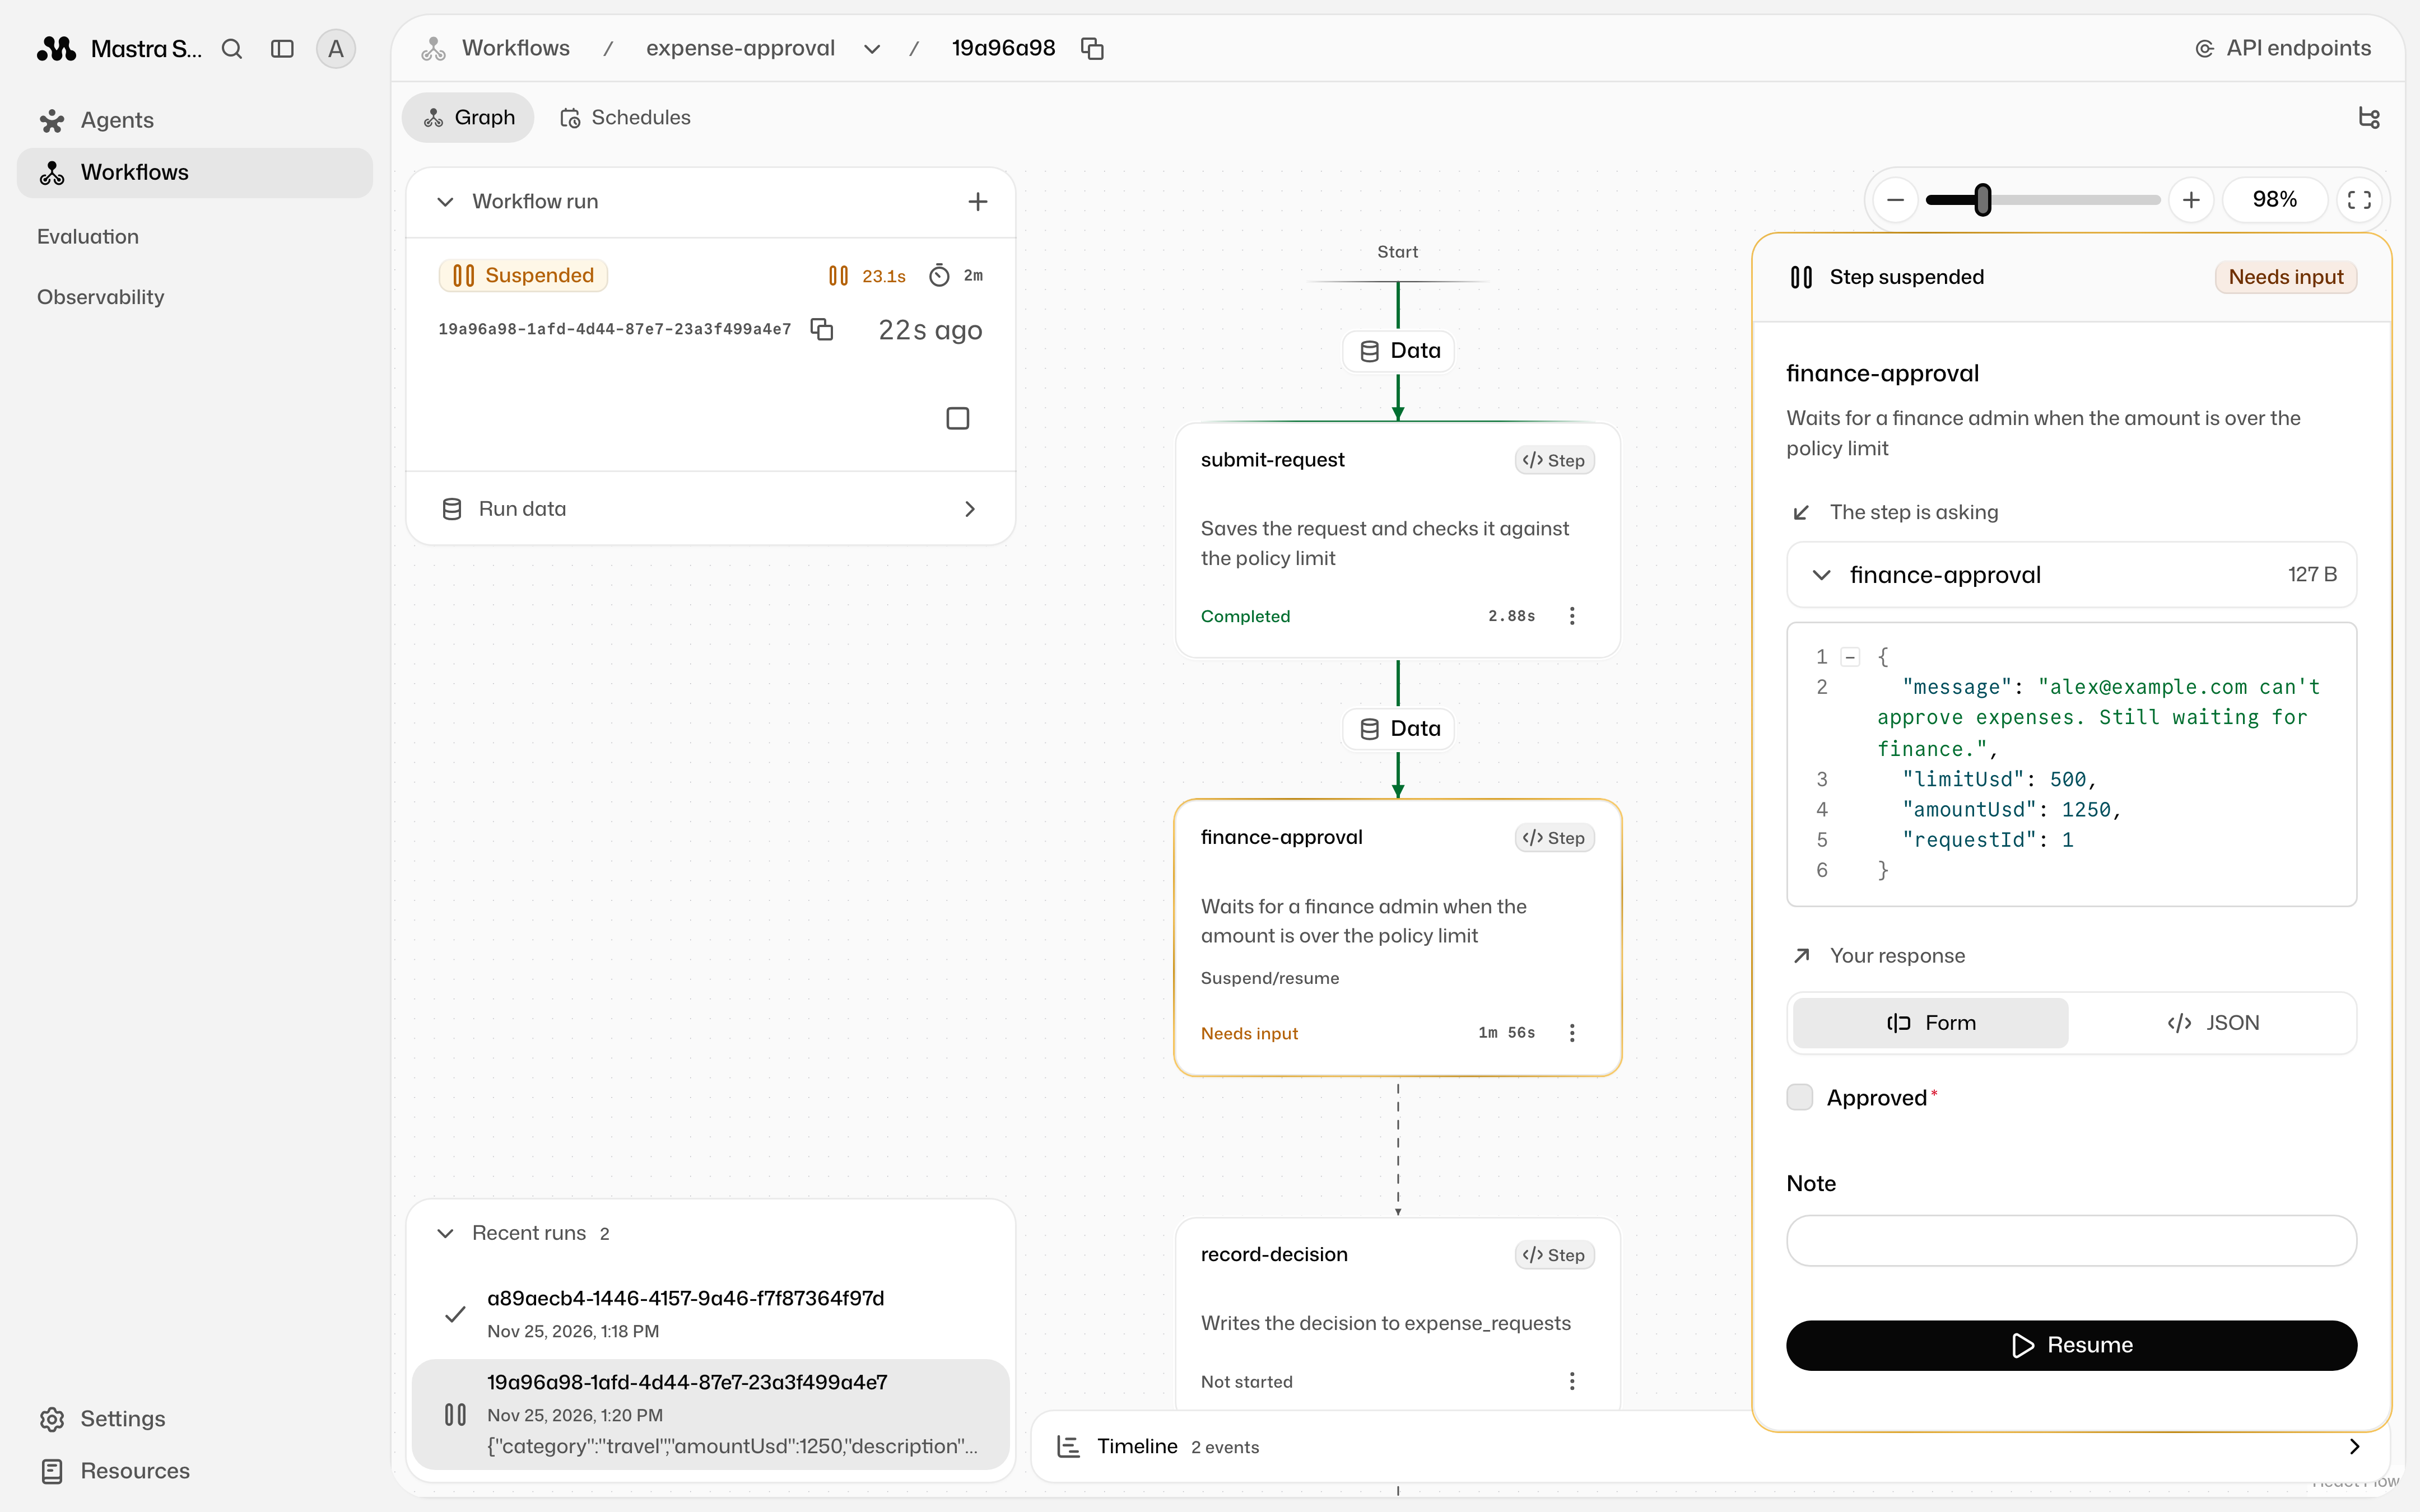 Mastra S...
A
Agents
Workflows
Evaluation
Observability
Settings
Resources
Workflows / expense-approval / 19a96a98
API endpoints
Graph
Schedules
Workflow run
Suspended
23.1s
2m
19a96a98-1afd-4d44-87e7-23a3f499a4e7
22s ago
Run data
Recent runs 2
a89aecb4-1446-4157-9a46-f7f87364f97d
Nov 25, 2026, 1:18 PM
19a96a98-1afd-4d44-87e7-23a3f499a4e7
Nov 25, 2026, 1:20 PM
{"category":"travel","amountUsd":1250,"description"...
Start
Data
submit-request
Step
Saves the request and checks it against
the policy limit
Completed
2.88s
Data
finance-approval
Step
Waits for a finance admin when the
amount is over the policy limit
Suspend/resume
Needs input
1m 56s
record-decision
Step
Writes the decision to expense_requests
Not started
Timeline 2 events
98%
Step suspended
Needs input
finance-approval
Waits for a finance admin when the amount is over the
policy limit
The step is asking
finance-approval
127 B
1 {
2 "message": "alex@example.com can't
approve expenses. Still waiting for
finance.",
3 "limitUsd": 500,
4 "amountUsd": 1250,
5 "requestId": 1
6 }
Your response
Form
JSON
Approved*
Note
Resume